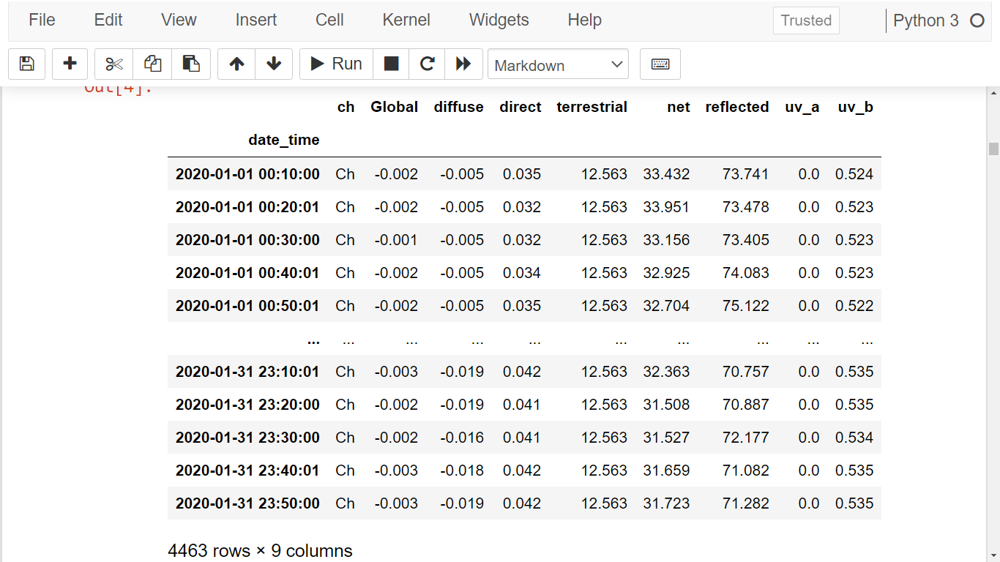 File Edit View Insert Cell Kernel Widgets Help Trusted Python 3
Run Markdown
Out[4]:
ch Global diffuse direct terrestrial net reflected uv_a uv_b
date_time
2020-01-01 00:10:00 Ch -0.002 -0.005 0.035 12.563 33.432 73.741 0.0 0.524
2020-01-01 00:20:01 Ch -0.002 -0.005 0.032 12.563 33.951 73.478 0.0 0.523
2020-01-01 00:30:00 Ch -0.001 -0.005 0.032 12.563 33.156 73.405 0.0 0.523
2020-01-01 00:40:01 Ch -0.002 -0.005 0.034 12.563 32.925 74.083 0.0 0.523
2020-01-01 00:50:01 Ch -0.002 -0.005 0.035 12.563 32.704 75.122 0.0 0.522
... ... ... ... ... ... ... ... ... ...
2020-01-31 23:10:01 Ch -0.003 -0.019 0.042 12.563 32.363 70.757 0.0 0.535
2020-01-31 23:20:00 Ch -0.002 -0.019 0.041 12.563 31.508 70.887 0.0 0.535
2020-01-31 23:30:00 Ch -0.002 -0.016 0.041 12.563 31.527 72.177 0.0 0.534
2020-01-31 23:40:01 Ch -0.003 -0.018 0.042 12.563 31.659 71.082 0.0 0.535
2020-01-31 23:50:00 Ch -0.003 -0.019 0.042 12.563 31.723 71.282 0.0 0.535
4463 rows × 9 columns